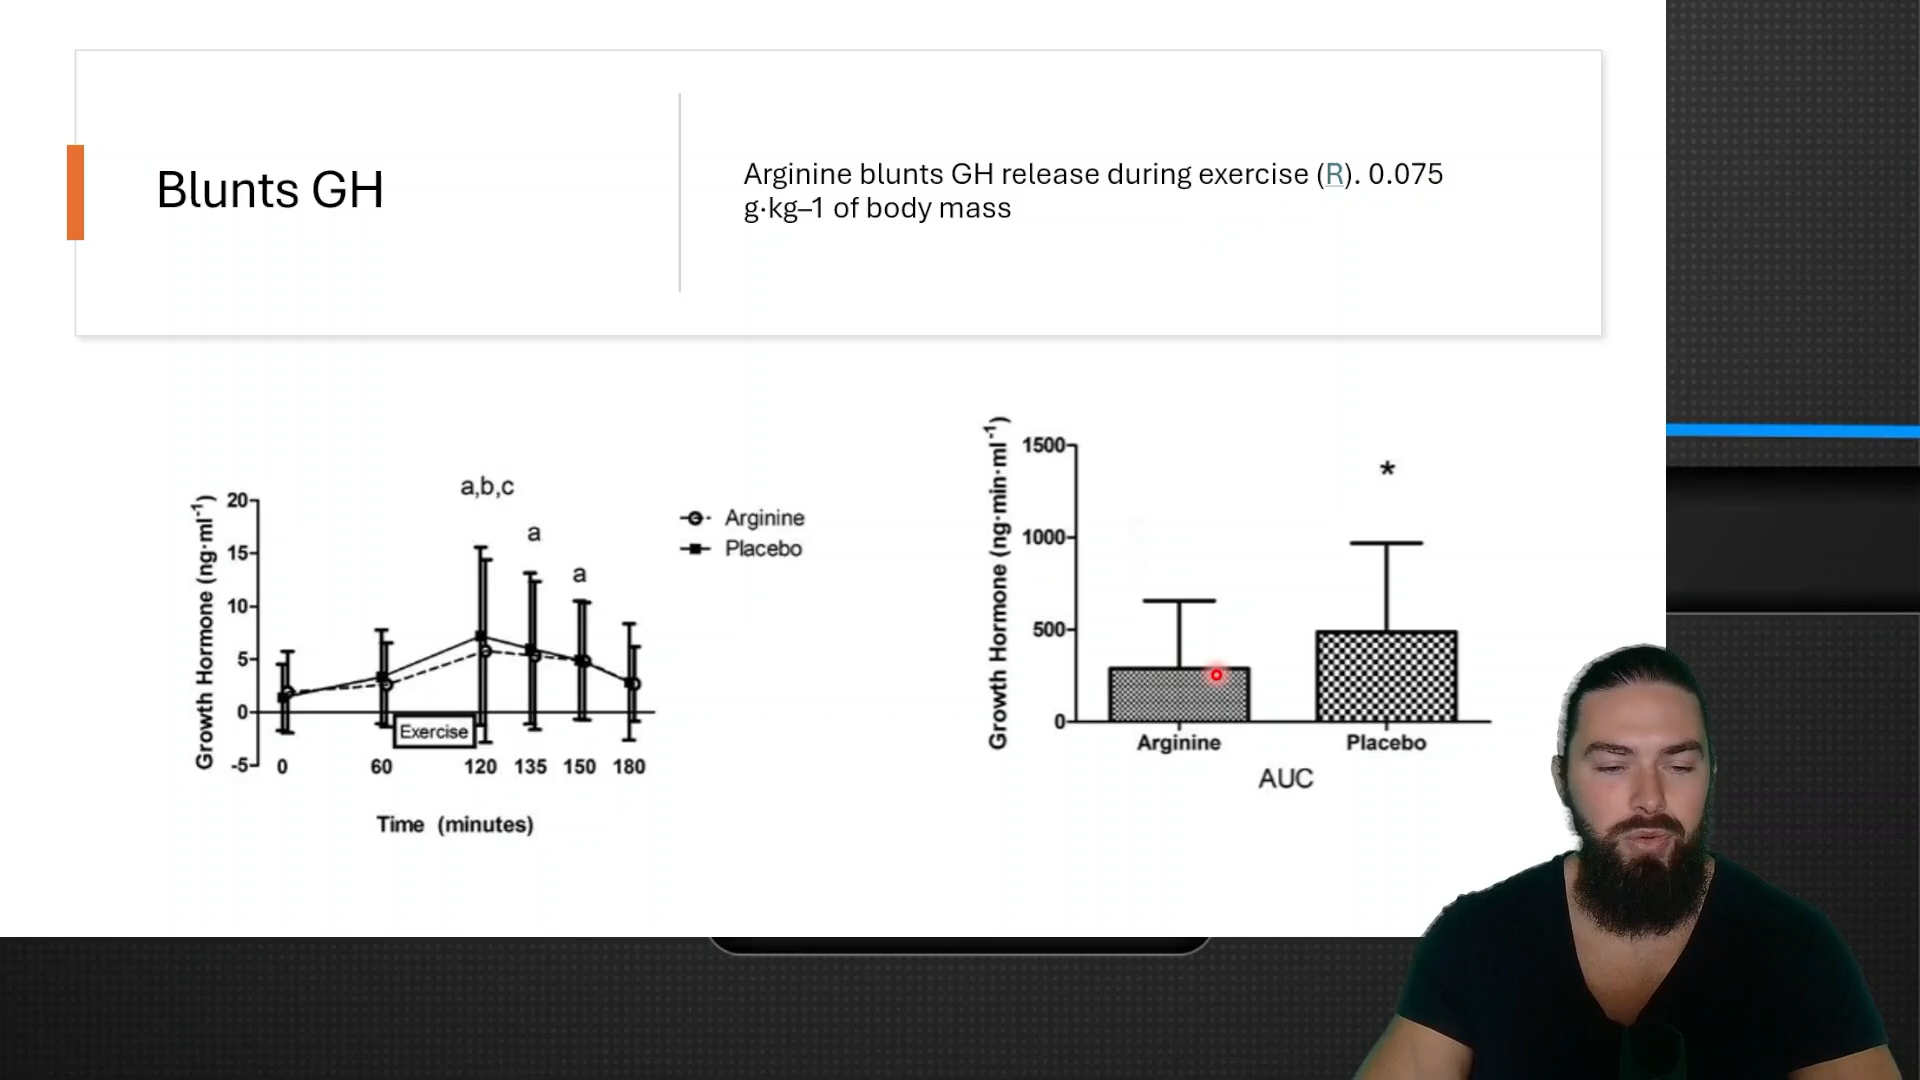 Blunts GH
Arginine blunts GH release during exercise (R). 0.075
g·kg–1 of body mass
Growth Hormone (ng·ml⁻¹)
20
15
10
5
0
-5
a,b,c
a
a
Arginine
Placebo
Exercise
0 60 120 135 150 180
Time (minutes)
Growth Hormone (ng·min·ml⁻¹)
1500
1000
500
0
*
Arginine Placebo
AUC